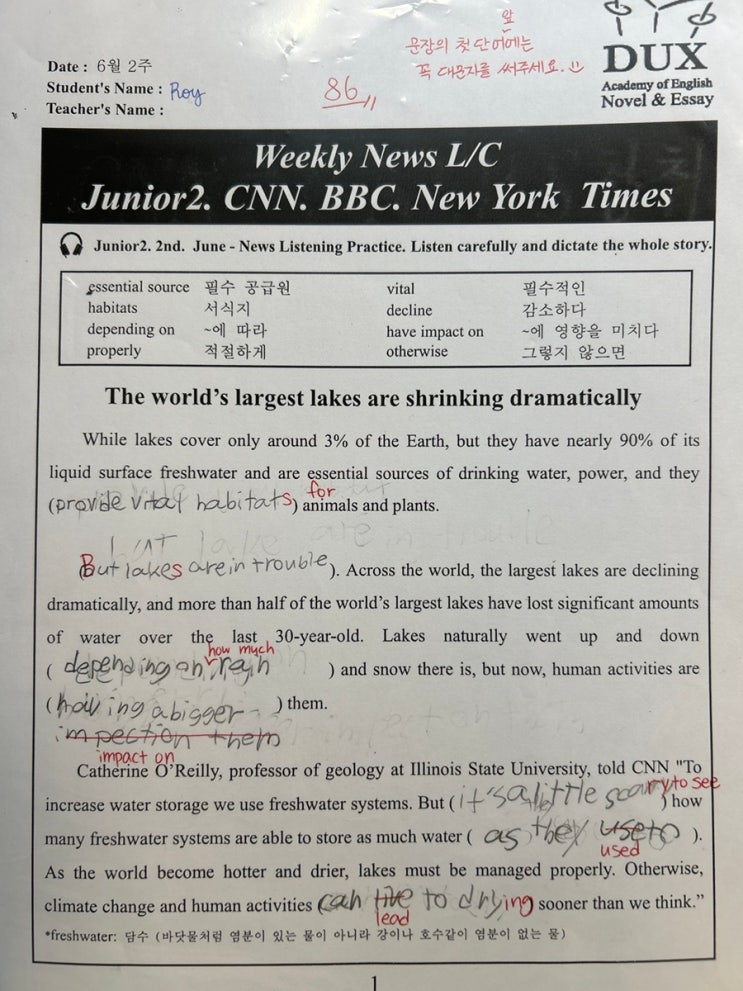 앞
문장의 첫 단어에는
꼭 대문자를 써주세요.
DUX
Academy of English
Novel & Essay
Date : 6월 2주
Student's Name : Roy
Teacher's Name :
86
Weekly News L/C
Junior2. CNN. BBC. New York Times
Junior2. 2nd. June - News Listening Practice. Listen carefully and dictate the whole story.
essential source 필수 공급원 vital 필수적인
habitats 서식지 decline 감소하다
depending on ~에 따라 have impact on ~에 영향을 미치다
properly 적절하게 otherwise 그렇지 않으면
The world's largest lakes are shrinking dramatically
While lakes cover only around 3% of the Earth, but they have nearly 90% of its
liquid surface freshwater and are essential sources of drinking water, power, and they
(provide vital habitats) for animals and plants.
(But lakes are in trouble). Across the world, the largest lakes are declining
dramatically, and more than half of the world's largest lakes have lost significant amounts
of water over the last 30-year-old. Lakes naturally went up and down
how much
(depending on rain) and snow there is, but now, human activities are
(having a bigger) them.
impection them
impact on
Catherine O'Reilly, professor of geology at Illinois State University, told CNN "To
increase water storage we use freshwater systems. But (it's a little scary to see) how
many freshwater systems are able to store as much water ( as they use to ).
used
As the world become hotter and drier, lakes must be managed properly. Otherwise,
climate change and human activities (can to drying sooner than we think."
lead
*freshwater: 담수 (바닷물처럼 염분이 있는 물이 아니라 강이나 호수같이 염분이 없는 물)
1